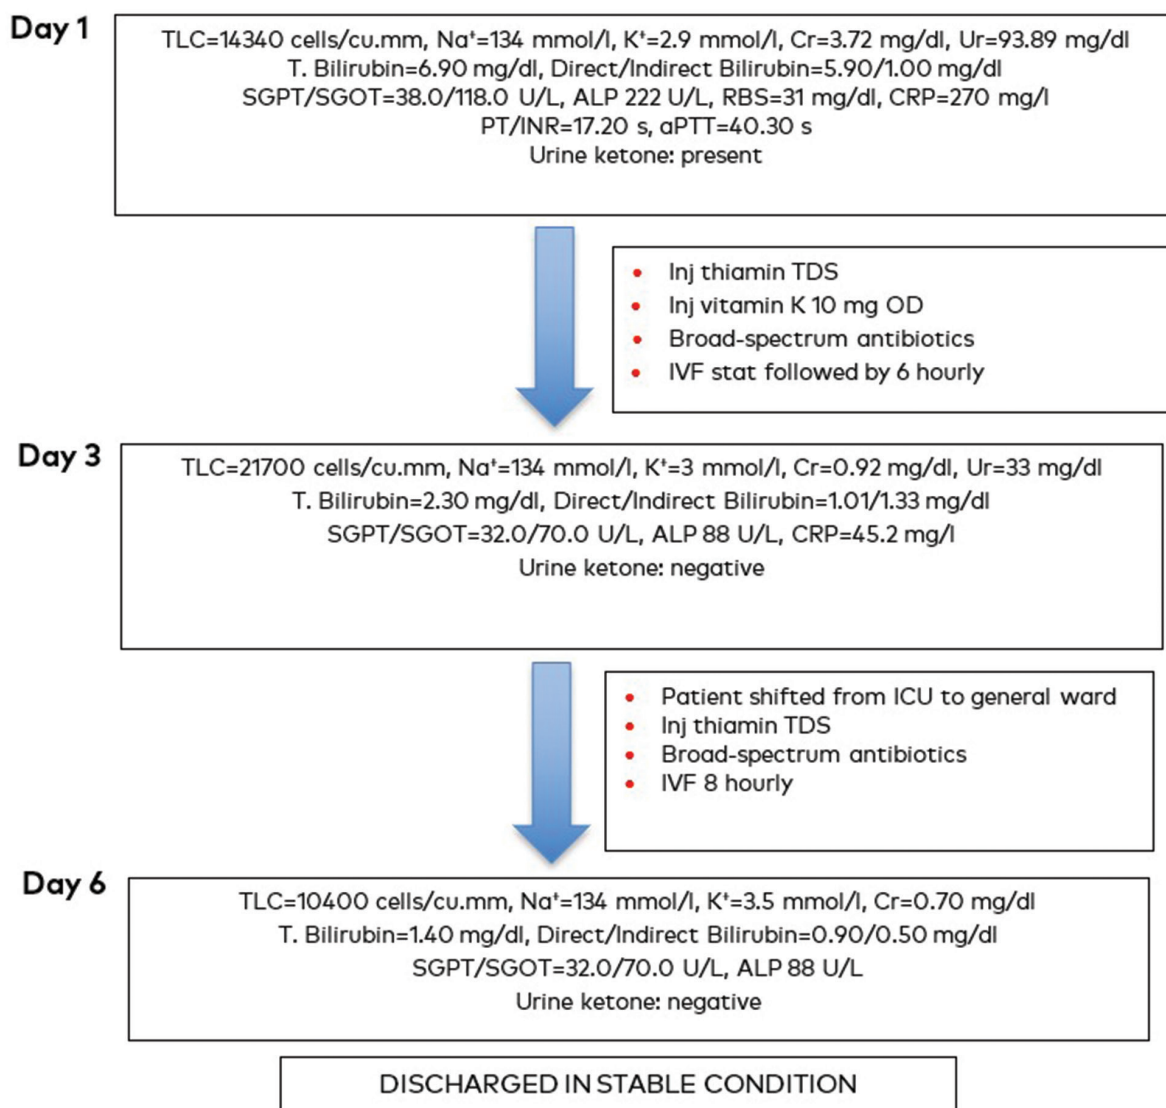 Day 1
TLC=14340 cells/cu.mm, Na⁺=134 mmol/l, K⁺=2.9 mmol/l, Cr=3.72 mg/dl, Ur=93.89 mg/dl
T. Bilirubin=6.90 mg/dl, Direct/Indirect Bilirubin=5.90/1.00 mg/dl
SGPT/SGOT=38.0/118.0 U/L, ALP 222 U/L, RBS=31 mg/dl, CRP=270 mg/l
PT/INR=17.20 s, aPTT=40.30 s
Urine ketone: present
• Inj thiamin TDS
• Inj vitamin K 10 mg OD
• Broad-spectrum antibiotics
• IVF stat followed by 6 hourly
Day 3
TLC=21700 cells/cu.mm, Na⁺=134 mmol/l, K⁺=3 mmol/l, Cr=0.92 mg/dl, Ur=33 mg/dl
T. Bilirubin=2.30 mg/dl, Direct/Indirect Bilirubin=1.01/1.33 mg/dl
SGPT/SGOT=32.0/70.0 U/L, ALP 88 U/L, CRP=45.2 mg/l
Urine ketone: negative
• Patient shifted from ICU to general ward
• Inj thiamin TDS
• Broad-spectrum antibiotics
• IVF 8 hourly
Day 6
TLC=10400 cells/cu.mm, Na⁺=134 mmol/l, K⁺=3.5 mmol/l, Cr=0.70 mg/dl
T. Bilirubin=1.40 mg/dl, Direct/Indirect Bilirubin=0.90/0.50 mg/dl
SGPT/SGOT=32.0/70.0 U/L, ALP 88 U/L
Urine ketone: negative
DISCHARGED IN STABLE CONDITION